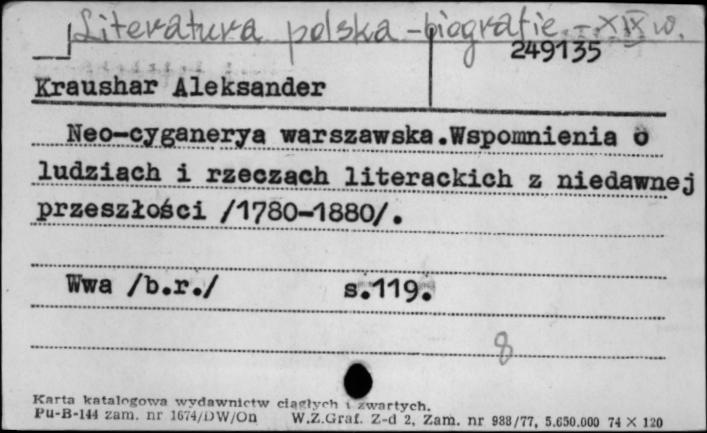 Literatura polska - biografie - XIX w.
249135
Kraushar Aleksander
Neo-cyganerya warszawska.Wspomnienia o
ludziach i rzeczach literackich z niedawnej
przeszłości /1780-1880/.
Wwa /b.r./ s.119.
8
Karta katalogowa wydawnictw ciągłych i zwartych.
Pu-B-144 zam. nr 1674/DW/On W.Z.Graf. Z-d 2, Zam. nr 988/77, 5.650.000 74 X 120